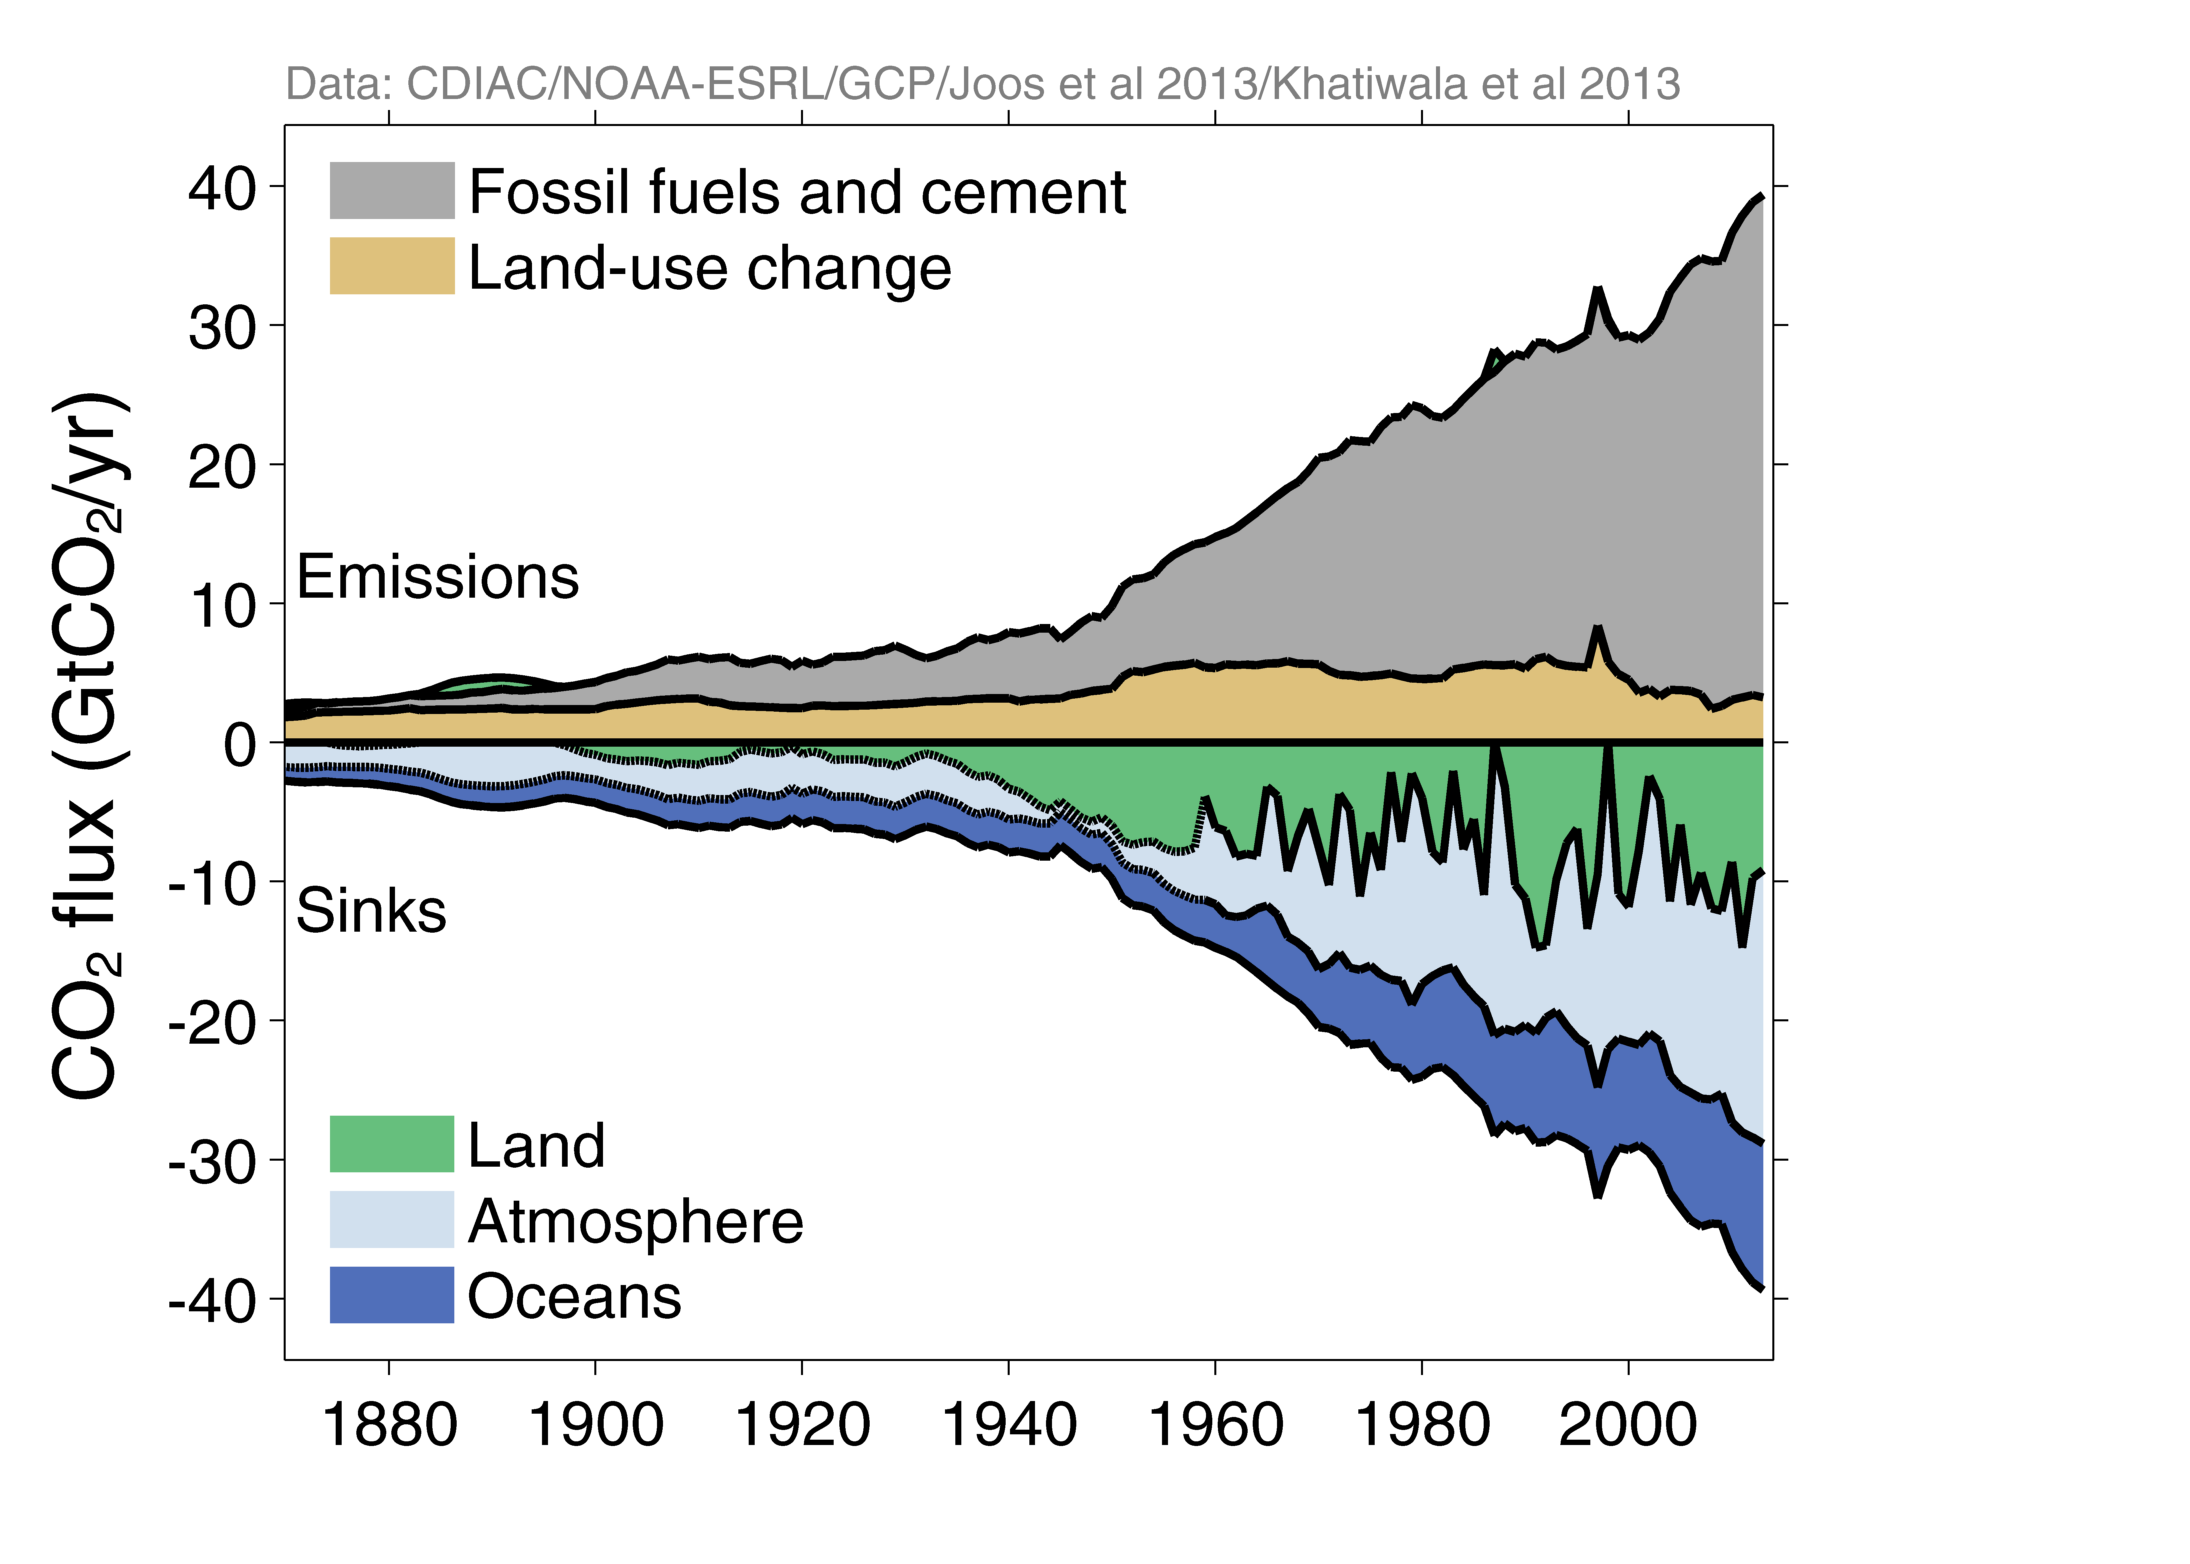 Data: CDIAC/NOAA-ESRL/GCP/Joos et al 2013/Khatiwala et al 2013
CO₂ flux (GtCO₂/yr)
40
30
20
10
0
-10
-20
-30
-40
Fossil fuels and cement
Land-use change
Emissions
Sinks
Land
Atmosphere
Oceans
1880 1900 1920 1940 1960 1980 2000